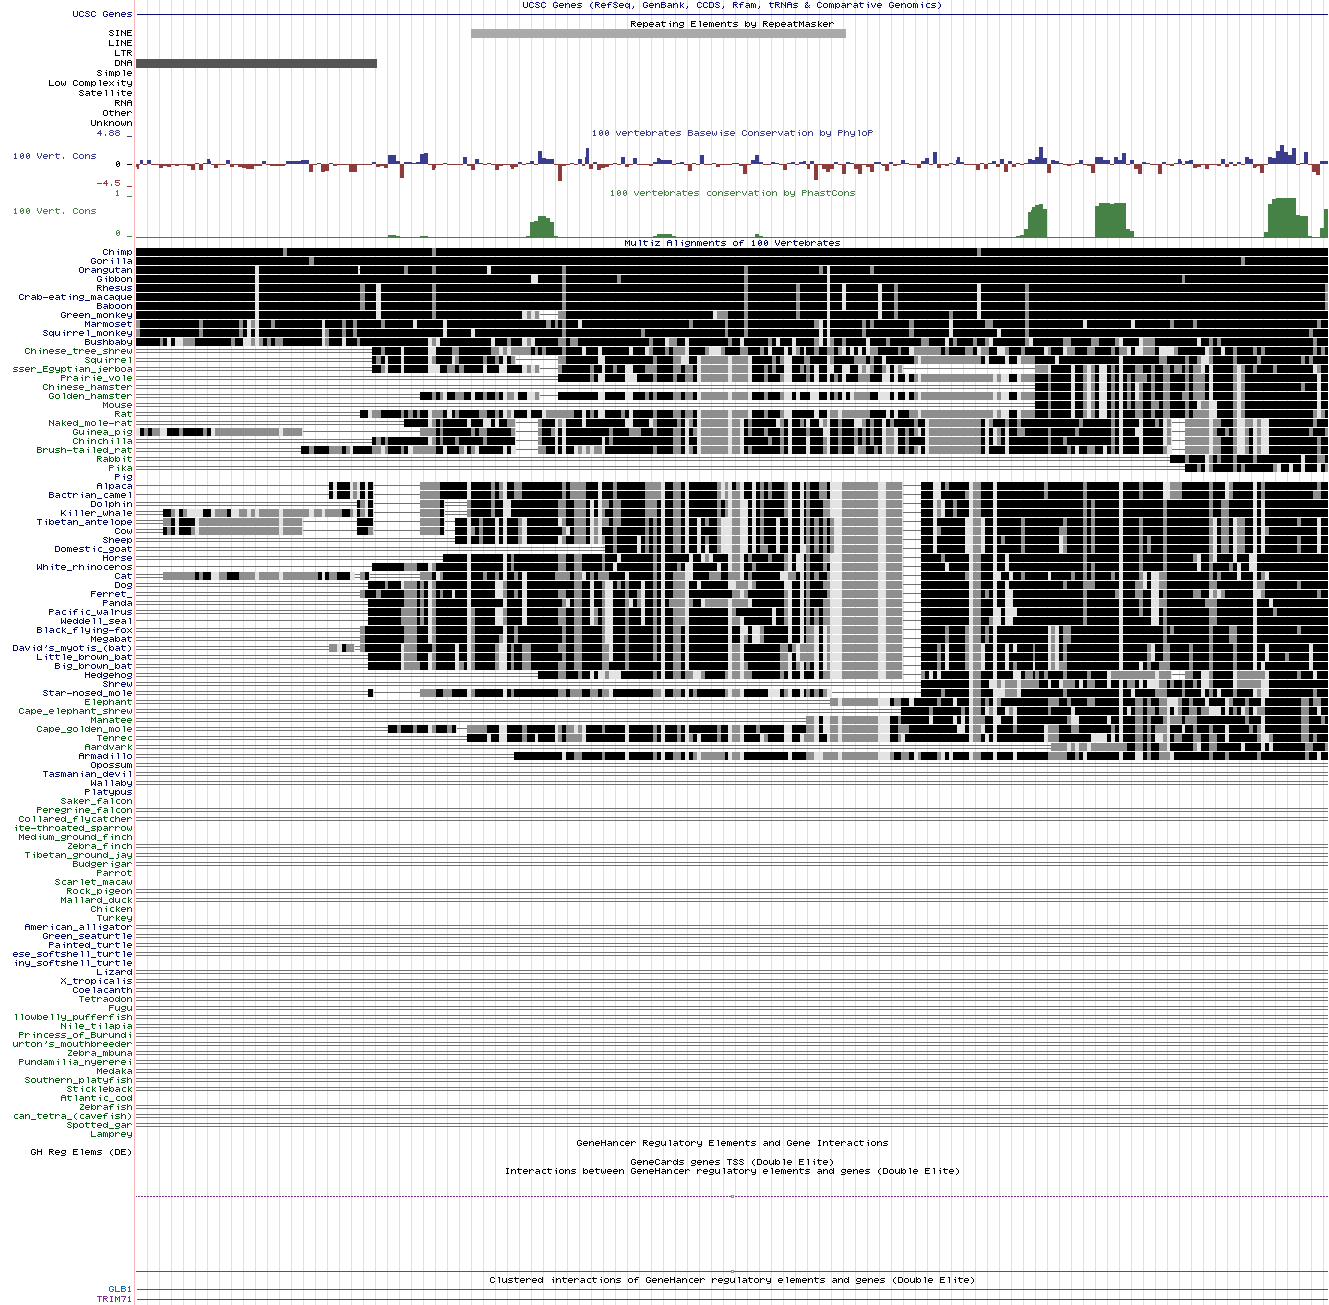 UCSC Genes (RefSeq, GenBank, CCDS, Rfam, tRNAs & Comparative Genomics)
UCSC Genes
Repeating Elements by RepeatMasker
SINE
LINE
LTR
DNA
Simple
Low Complexity
Satellite
RNA
Other
Unknown
4.88 _
100 vertebrates Basewise Conservation by PhyloP
100 Vert. Cons
0 -
-4.5 _
100 vertebrates conservation by PhastCons
1 _
100 Vert. Cons
0 _
Multiz Alignments of 100 Vertebrates
Chimp
Gorilla
Orangutan
Gibbon
Rhesus
Crab-eating_macaque
Baboon
Green_monkey
Marmoset
Squirrel_monkey
Bushbaby
Chinese_tree_shrew
Squirrel
sser_Egyptian_jerboa
Prairie_vole
Chinese_hamster
Golden_hamster
Mouse
Rat
Naked_mole-rat
Guinea_pig
Chinchilla
Brush-tailed_rat
Rabbit
Pika
Pig
Alpaca
Bactrian_camel
Dolphin
Killer_whale
Tibetan_antelope
Cow
Sheep
Domestic_goat
Horse
White_rhinoceros
Cat
Dog
Ferret_
Panda
Pacific_walrus
Weddell_seal
Black_flying-fox
Megabat
David's_myotis_(bat)
Little_brown_bat
Big_brown_bat
Hedgehog
Shrew
Star-nosed_mole
Elephant
Cape_elephant_shrew
Manatee
Cape_golden_mole
Tenrec
Aardvark
Armadillo
Opossum
Tasmanian_devil
Wallaby
Platypus
Saker_falcon
Peregrine_falcon
Collared_flycatcher
ite-throated_sparrow
Medium_ground_finch
Zebra_finch
Tibetan_ground_jay
Budgerigar
Parrot
Scarlet_macaw
Rock_pigeon
Mallard_duck
Chicken
Turkey
American_alligator
Green_seaturtle
Painted_turtle
ese_softshell_turtle
iny_softshell_turtle
Lizard
X_tropicalis
Coelacanth
Tetraodon
Fugu
llowbelly_pufferfish
Nile_tilapia
Princess_of_Burundi
urton's_mouthbreeder
Zebra_mbuna
Pundamilia_nyererei
Medaka
Southern_platyfish
Stickleback
Atlantic_cod
Zebrafish
can_tetra_(cavefish)
Spotted_gar
Lamprey
GeneHancer Regulatory Elements and Gene Interactions
GH Reg Elems (DE)
GeneCards genes TSS (Double Elite)
Interactions between GeneHancer regulatory elements and genes (Double Elite)
Clustered interactions of GeneHancer regulatory elements and genes (Double Elite)
GLB1
TRIM71